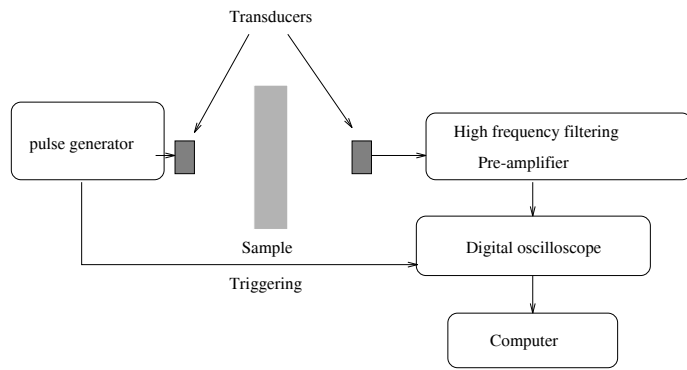 Transducers
pulse generator
High frequency filtering
Pre-amplifier
Sample
Digital oscilloscope
Triggering
Computer